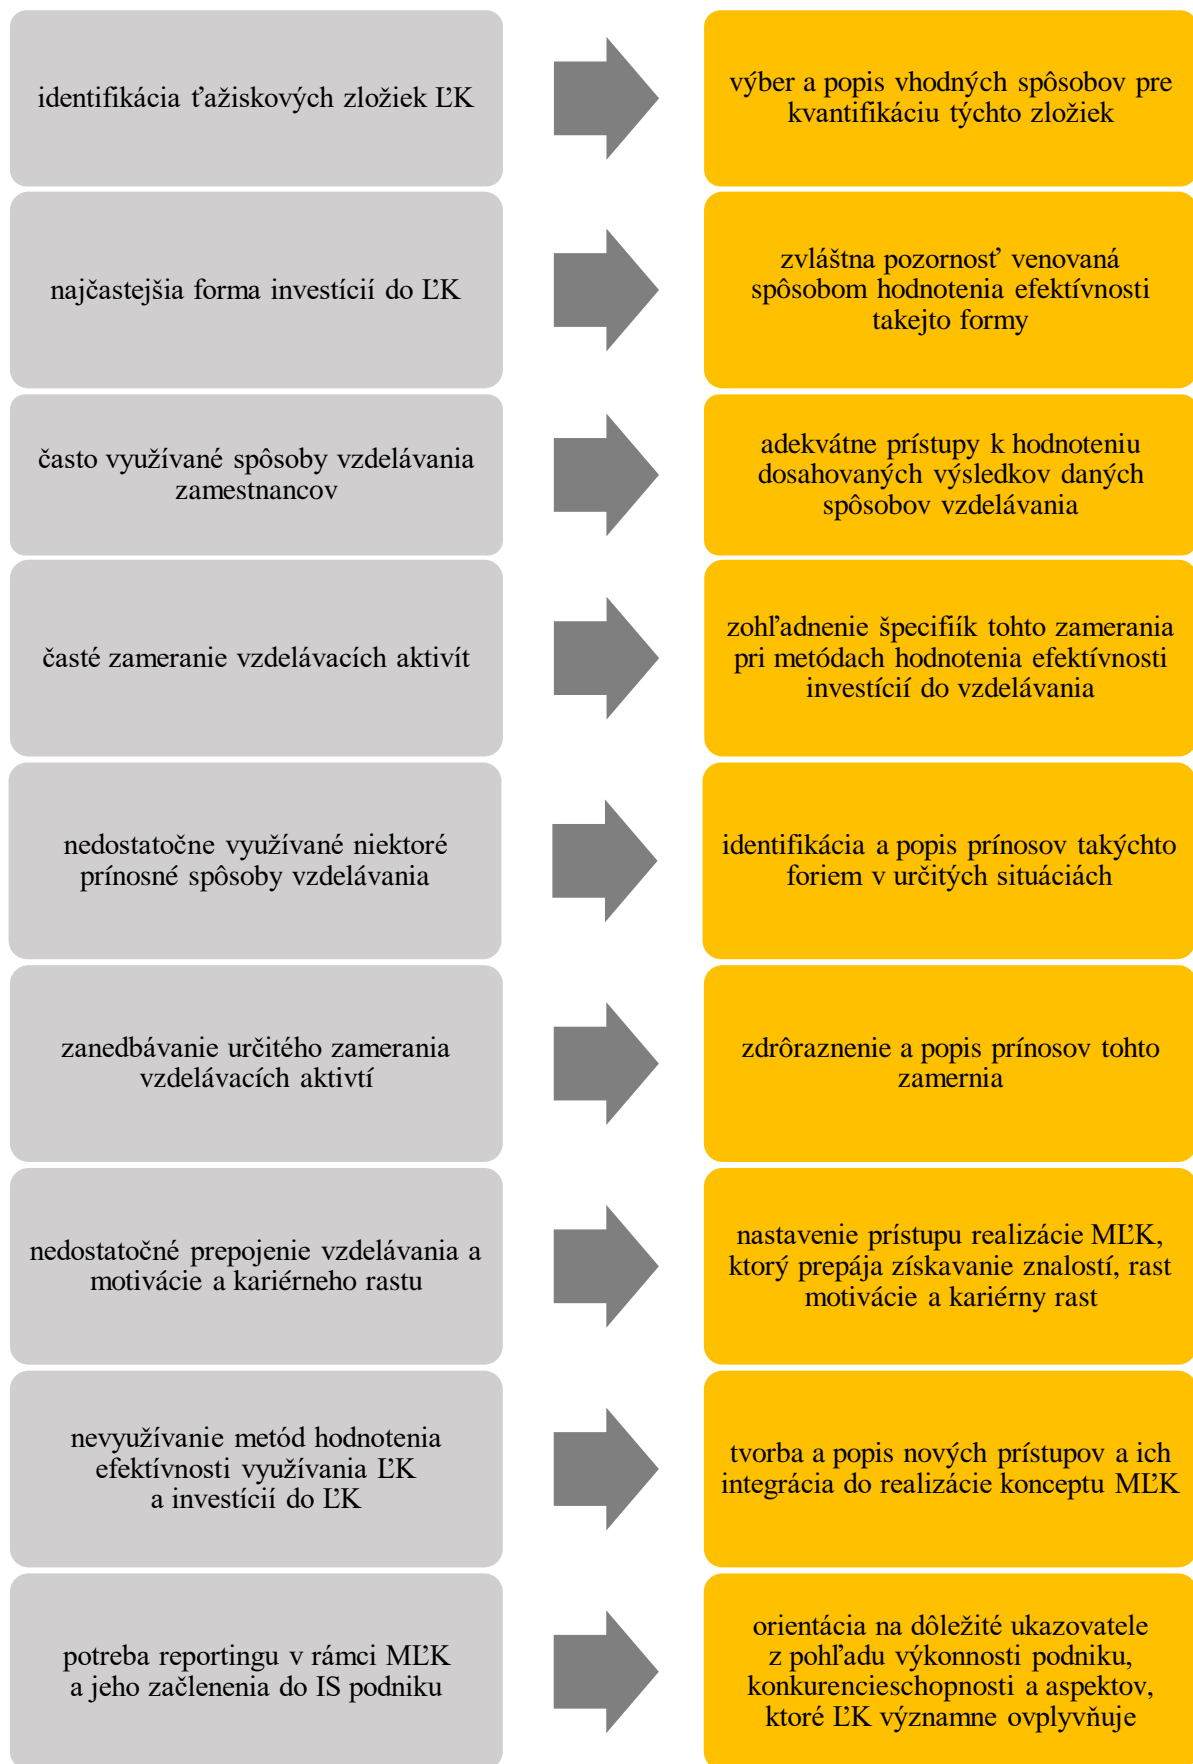 identifikácia ťažiskových zložiek ĽK
výber a popis vhodných spôsobov pre
kvantifikáciu týchto zložiek
najčastejšia forma investícií do ĽK
zvláštna pozornosť venovaná
spôsobom hodnotenia efektívnosti
takejto formy
často využívané spôsoby vzdelávania
zamestnancov
adekvátne prístupy k hodnoteniu
dosahovaných výsledkov daných
spôsobov vzdelávania
časté zameranie vzdelávacích aktivít
zohľadnenie špecifiík tohto zamerania
pri metódach hodnotenia efektívnosti
investícií do vzdelávania
nedostatočne využívané niektoré
prínosné spôsoby vzdelávania
identifikácia a popis prínosov takýchto
foriem v určitých situáciách
zanedbávanie určitého zamerania
vzdelávacích aktivtí
zdrôraznenie a popis prínosov tohto
zamernia
nedostatočné prepojenie vzdelávania a
motivácie a kariérneho rastu
nastavenie prístupu realizácie MĽK,
ktorý prepája získavanie znalostí, rast
motivácie a kariérny rast
nevyužívanie metód hodnotenia
efektívnosti využívania ĽK
a investícií do ĽK
tvorba a popis nových prístupov a ich
integrácia do realizácie konceptu MĽK
potreba reportingu v rámci MĽK
a jeho začlenenia do IS podniku
orientácia na dôležité ukazovatele
z pohľadu výkonnosti podniku,
konkurencieschopnosti a aspektov,
ktoré ĽK významne ovplyvňuje